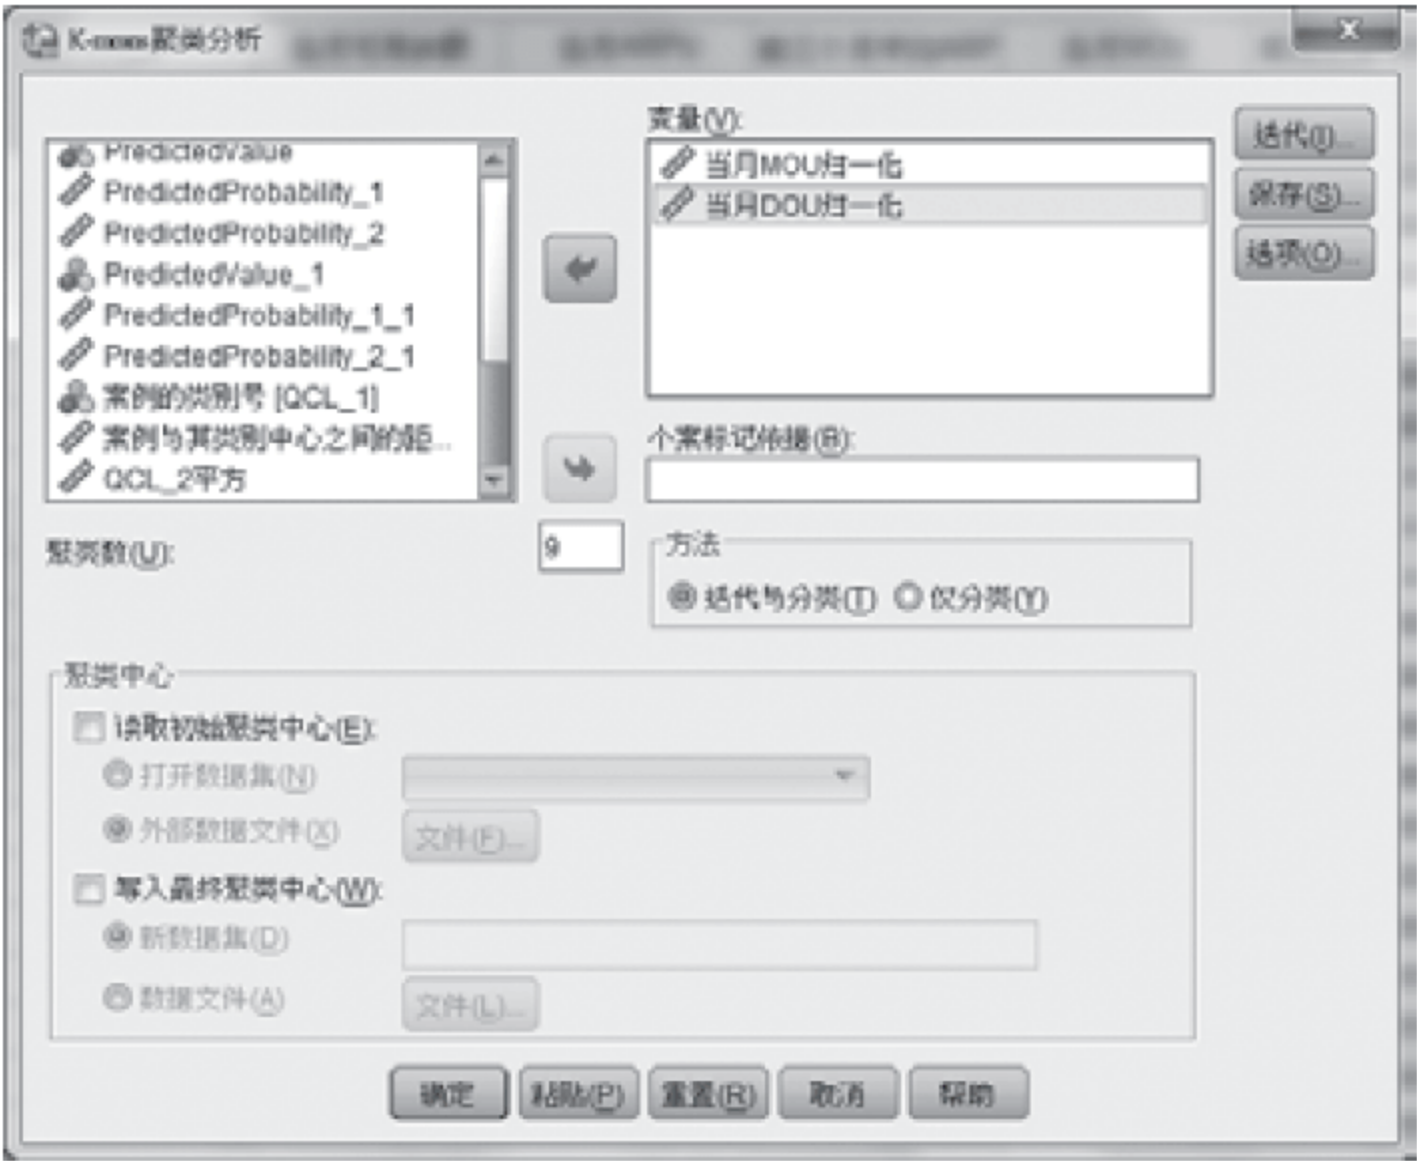 K-means聚类分析
PredictedValue
PredictedProbability_1
PredictedProbability_2
PredictedValue_1
PredictedProbability_1_1
PredictedProbability_2_1
案例的类别号 [QCL_1]
案例与其类别中心之间的距...
QCL_2平方
变量(V):
当月MOU归一化
当月DOU归一化
迭代(I)...
保存(S)...
选项(O)...
个案标记依据(B):
聚类数(U):
9
方法
迭代与分类(T)
仅分类(Y)
聚类中心
读取初始聚类中心(E):
打开数据集(N)
外部数据文件(X)
文件(F)...
写入最终聚类中心(W):
新数据集(D)
数据文件(A)
文件(L)...
确定
粘贴(P)
重置(R)
取消
帮助